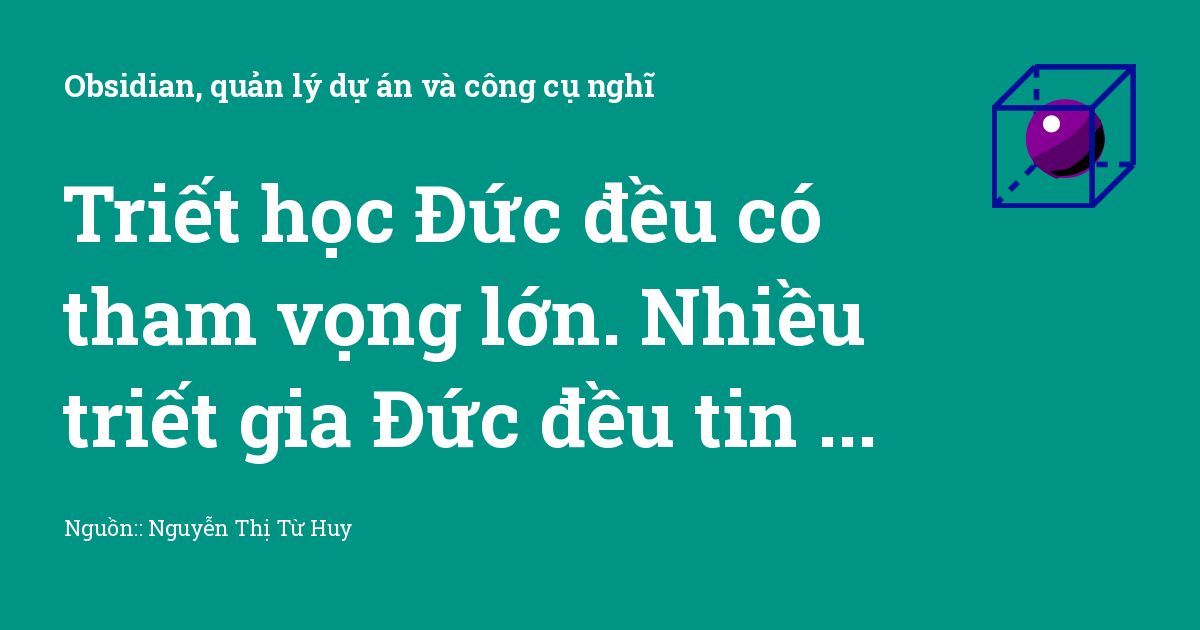 Obsidian, quản lý dự án và công cụ nghĩ
Triết học Đức đều có
tham vọng lớn. Nhiều
triết gia Đức đều tin ...
Nguồn:: Nguyễn Thị Từ Huy